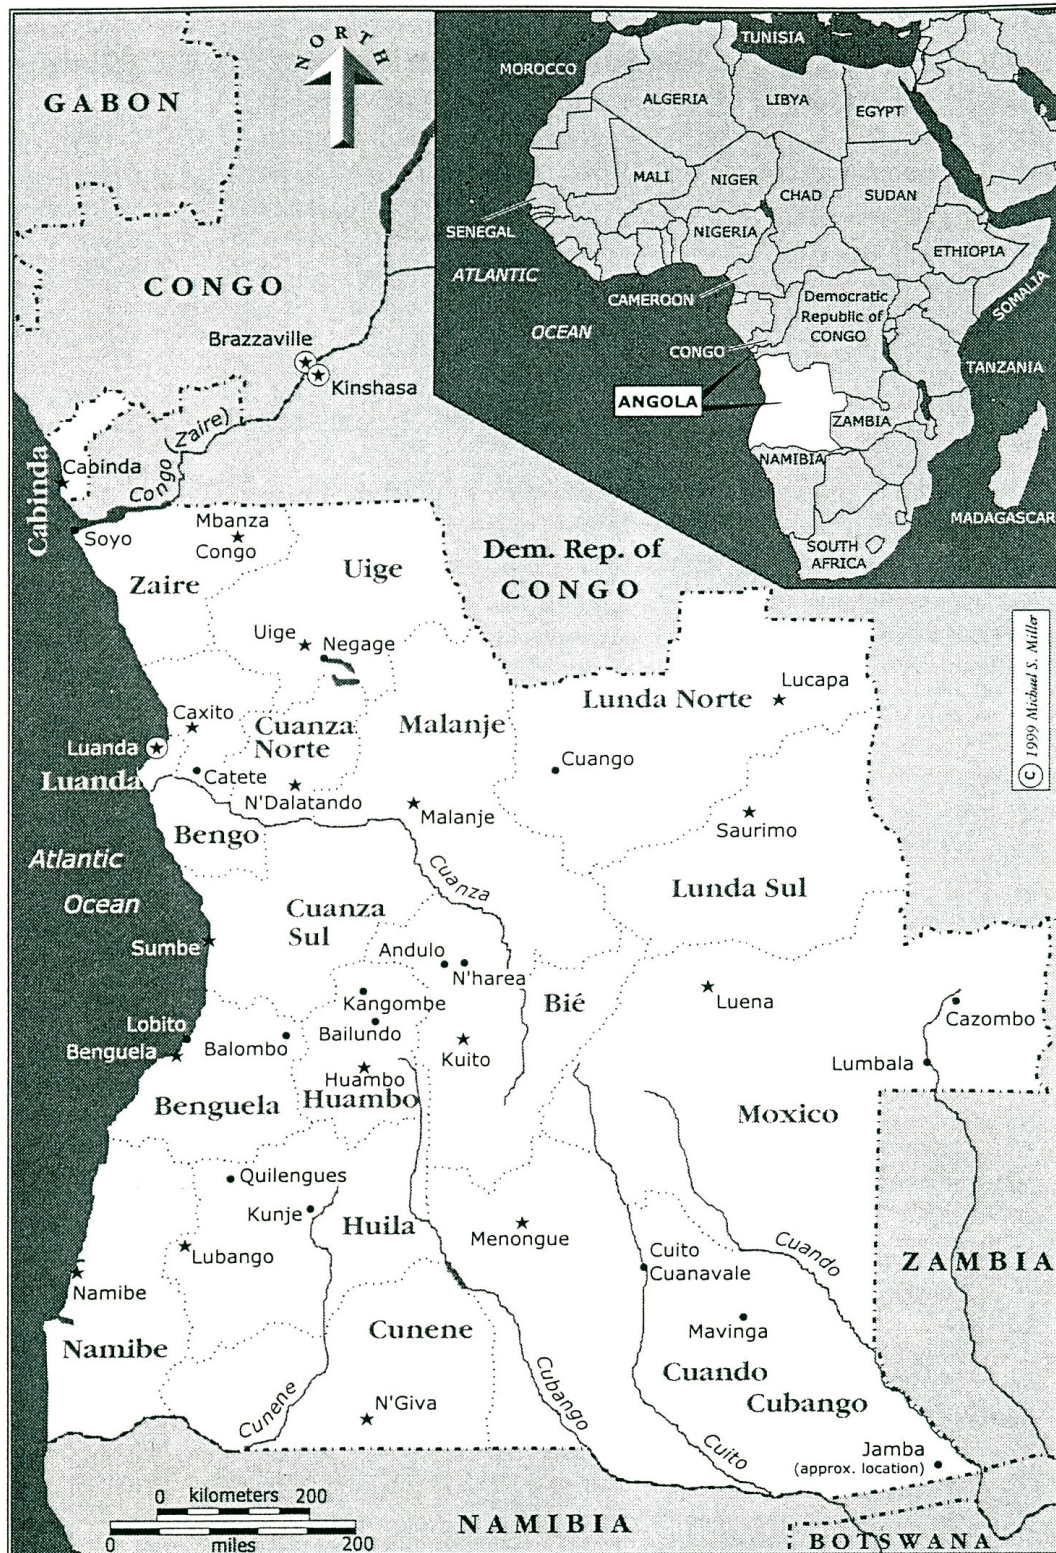 NORTH
GABON
CONGO
Brazzaville
Kinshasa
Congo (Zaire)
Cabinda
Cabinda
Soyo
Mbanza
Congo
Zaire
Uige
Dem. Rep. of
CONGO
Uige
Negage
Caxito
Cuanza
Norte
Malanje
Lunda Norte
Lucapa
Luanda
Luanda
Catete
N'Dalatando
Malanje
Cuango
Saurimo
Bengo
Atlantic
Ocean
Cuanza
Lunda Sul
Cuanza
Sul
Sumbe
Andulo
N'harea
Kangombe
Bié
Luena
Cazombo
Lobito
Benguela
Balombo
Bailundo
Kuito
Lumbala
Huambo
Huambo
Benguela
Moxico
Quilengues
Kunje
Huila
Menongue
Lubango
Cuito
Cuanavale
Cuando
ZAMBIA
Namibe
Namibe
Cunene
Mavinga
Cuando
Cubango
Cunene
N'Giva
Cubango
Cuito
Jamba
(approx. location)
0 kilometers 200
0 miles 200
NAMIBIA
BOTSWANA
© 1999 Michael S. Miller
TUNISIA
MOROCCO
ALGERIA
LIBYA
EGYPT
MALI
NIGER
CHAD
SUDAN
SENEGAL
NIGERIA
ETHIOPIA
ATLANTIC
OCEAN
CAMEROON
Democratic
Republic of
CONGO
SOMALIA
CONGO
TANZANIA
ANGOLA
ZAMBIA
NAMIBIA
MADAGASCAR
SOUTH
AFRICA